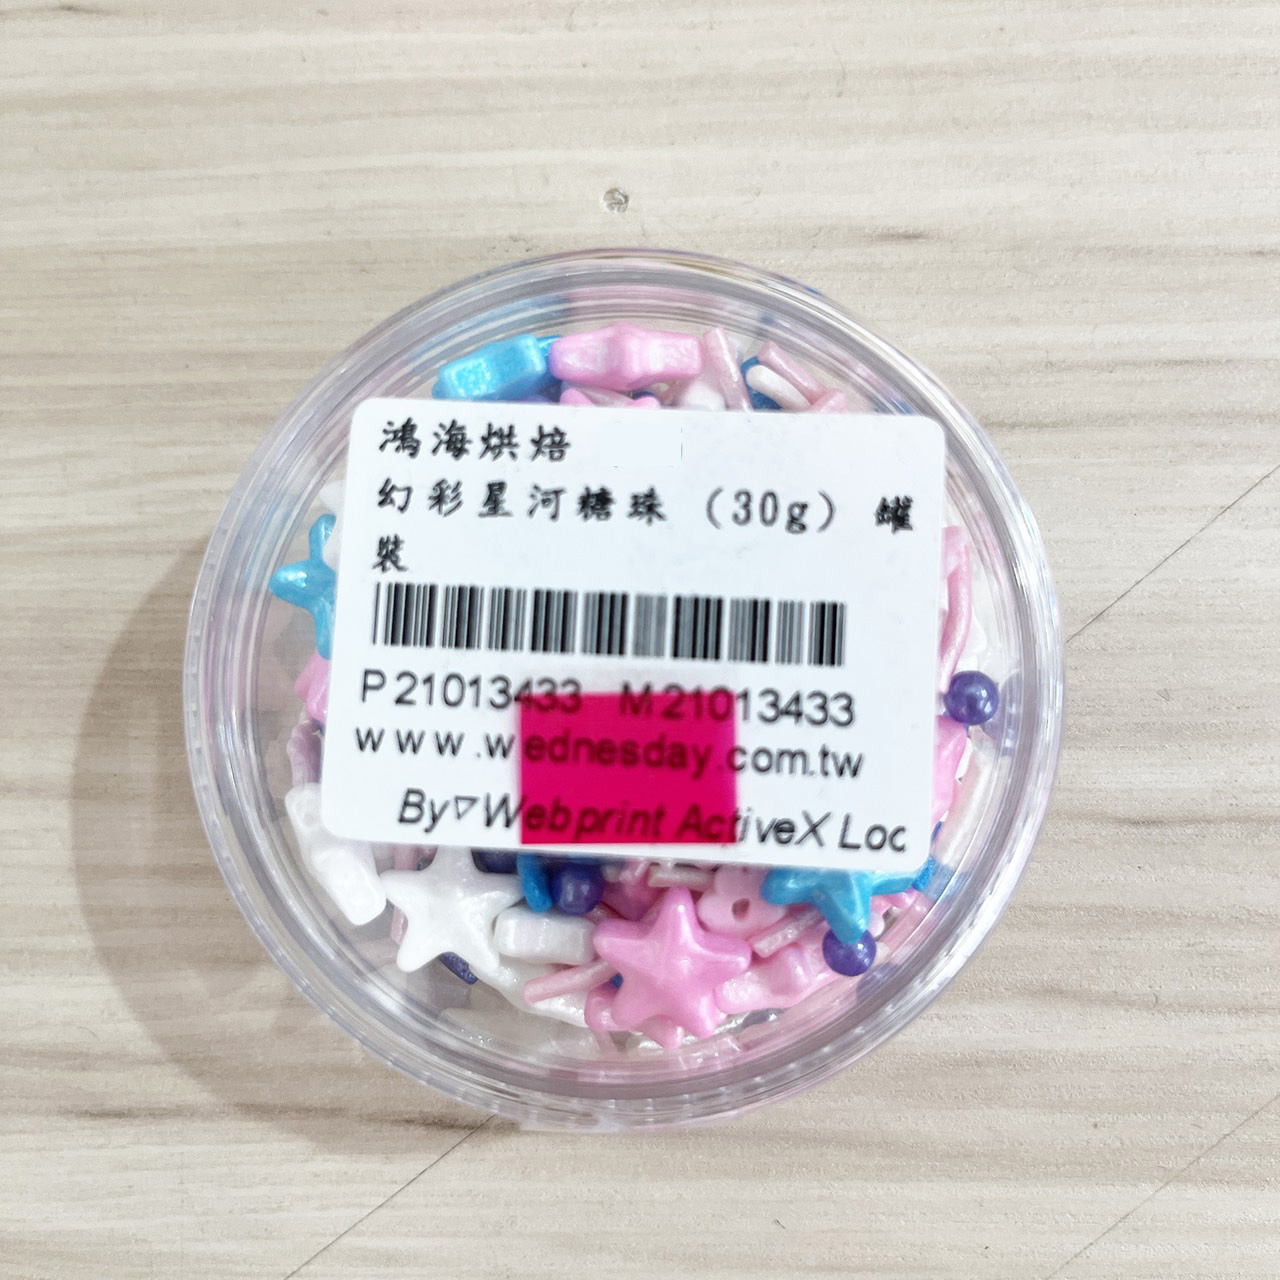 鴻海烘焙
幻彩星河糖珠（30g）罐
裝
P21013433 M21013433
www.wednesday.com.tw
By▽Webprint ActiveX Loc